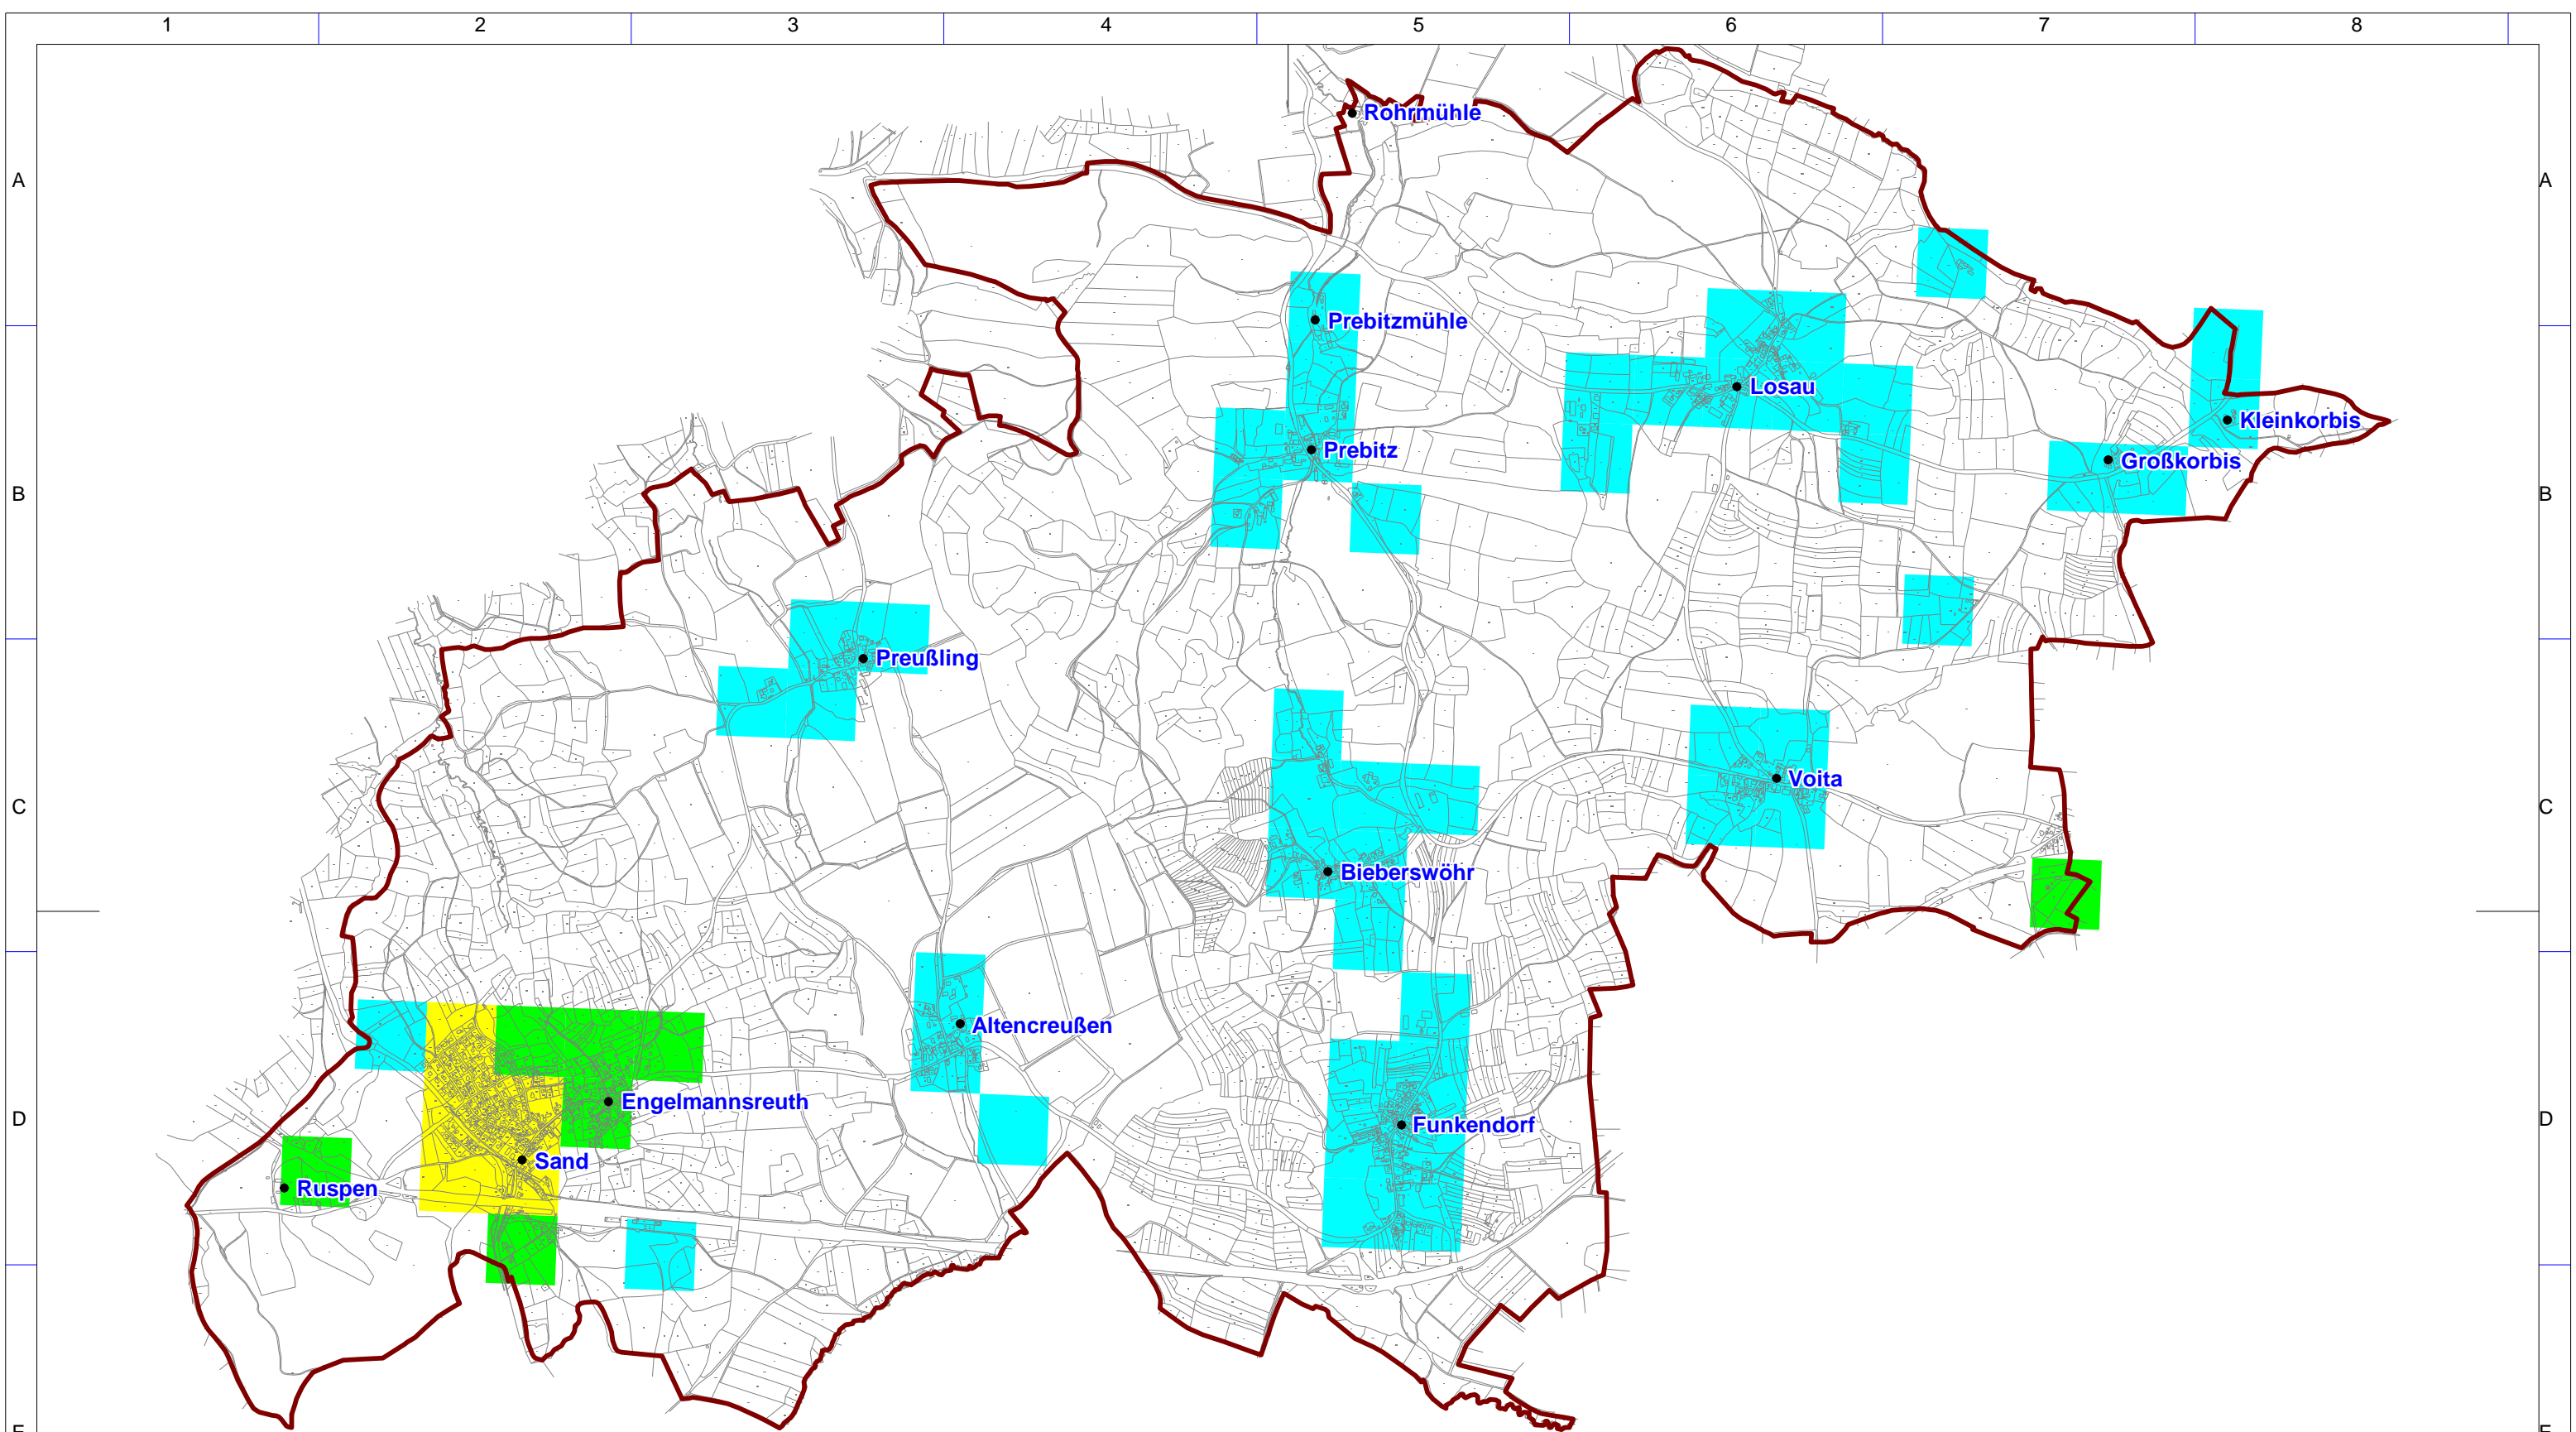 1 2 3 4 5 6 7 8
Rohrmühle
A A
Prebitzmühle
Losau
Kleinkorbis
Prebitz
Großkorbis
B B
Preußling
Voita
C C
Bieberswöhr
Altencreußen
Engelmannsreuth
D D
Funkendorf
Sand
Ruspen